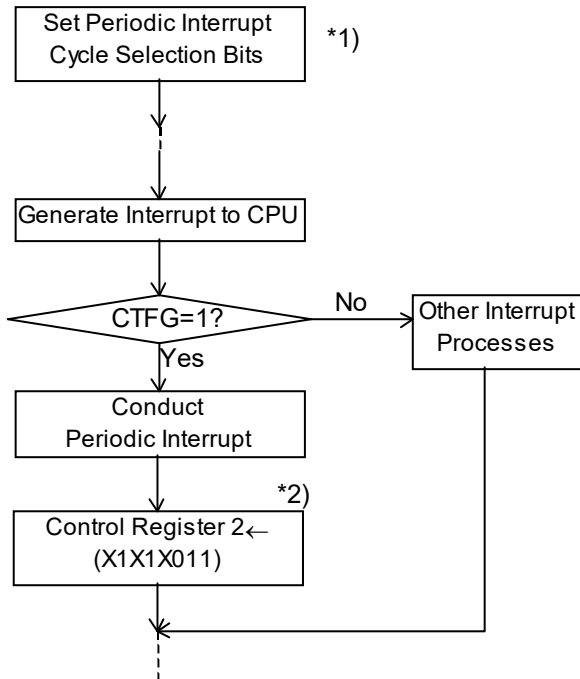 Set Periodic Interrupt
Cycle Selection Bits
*1)
Generate Interrupt to CPU
CTFG=1?
No
Other Interrupt
Processes
Yes
Conduct
Periodic Interrupt
*2)
Control Register 2←
(X1X1X011)